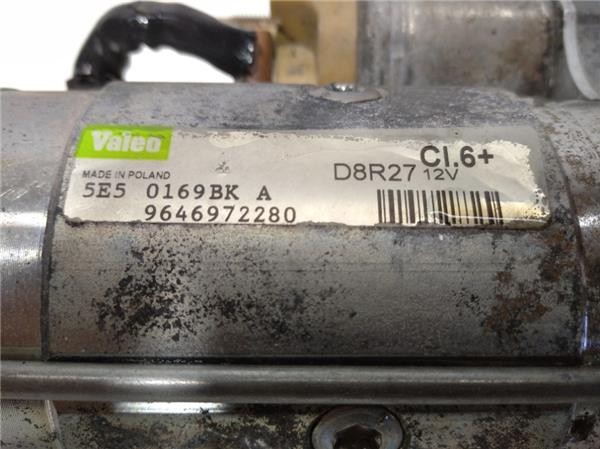 Valeo
MADE IN POLAND
5E5 0169BK A
9646972280
D8R27 12V
Cl.6+